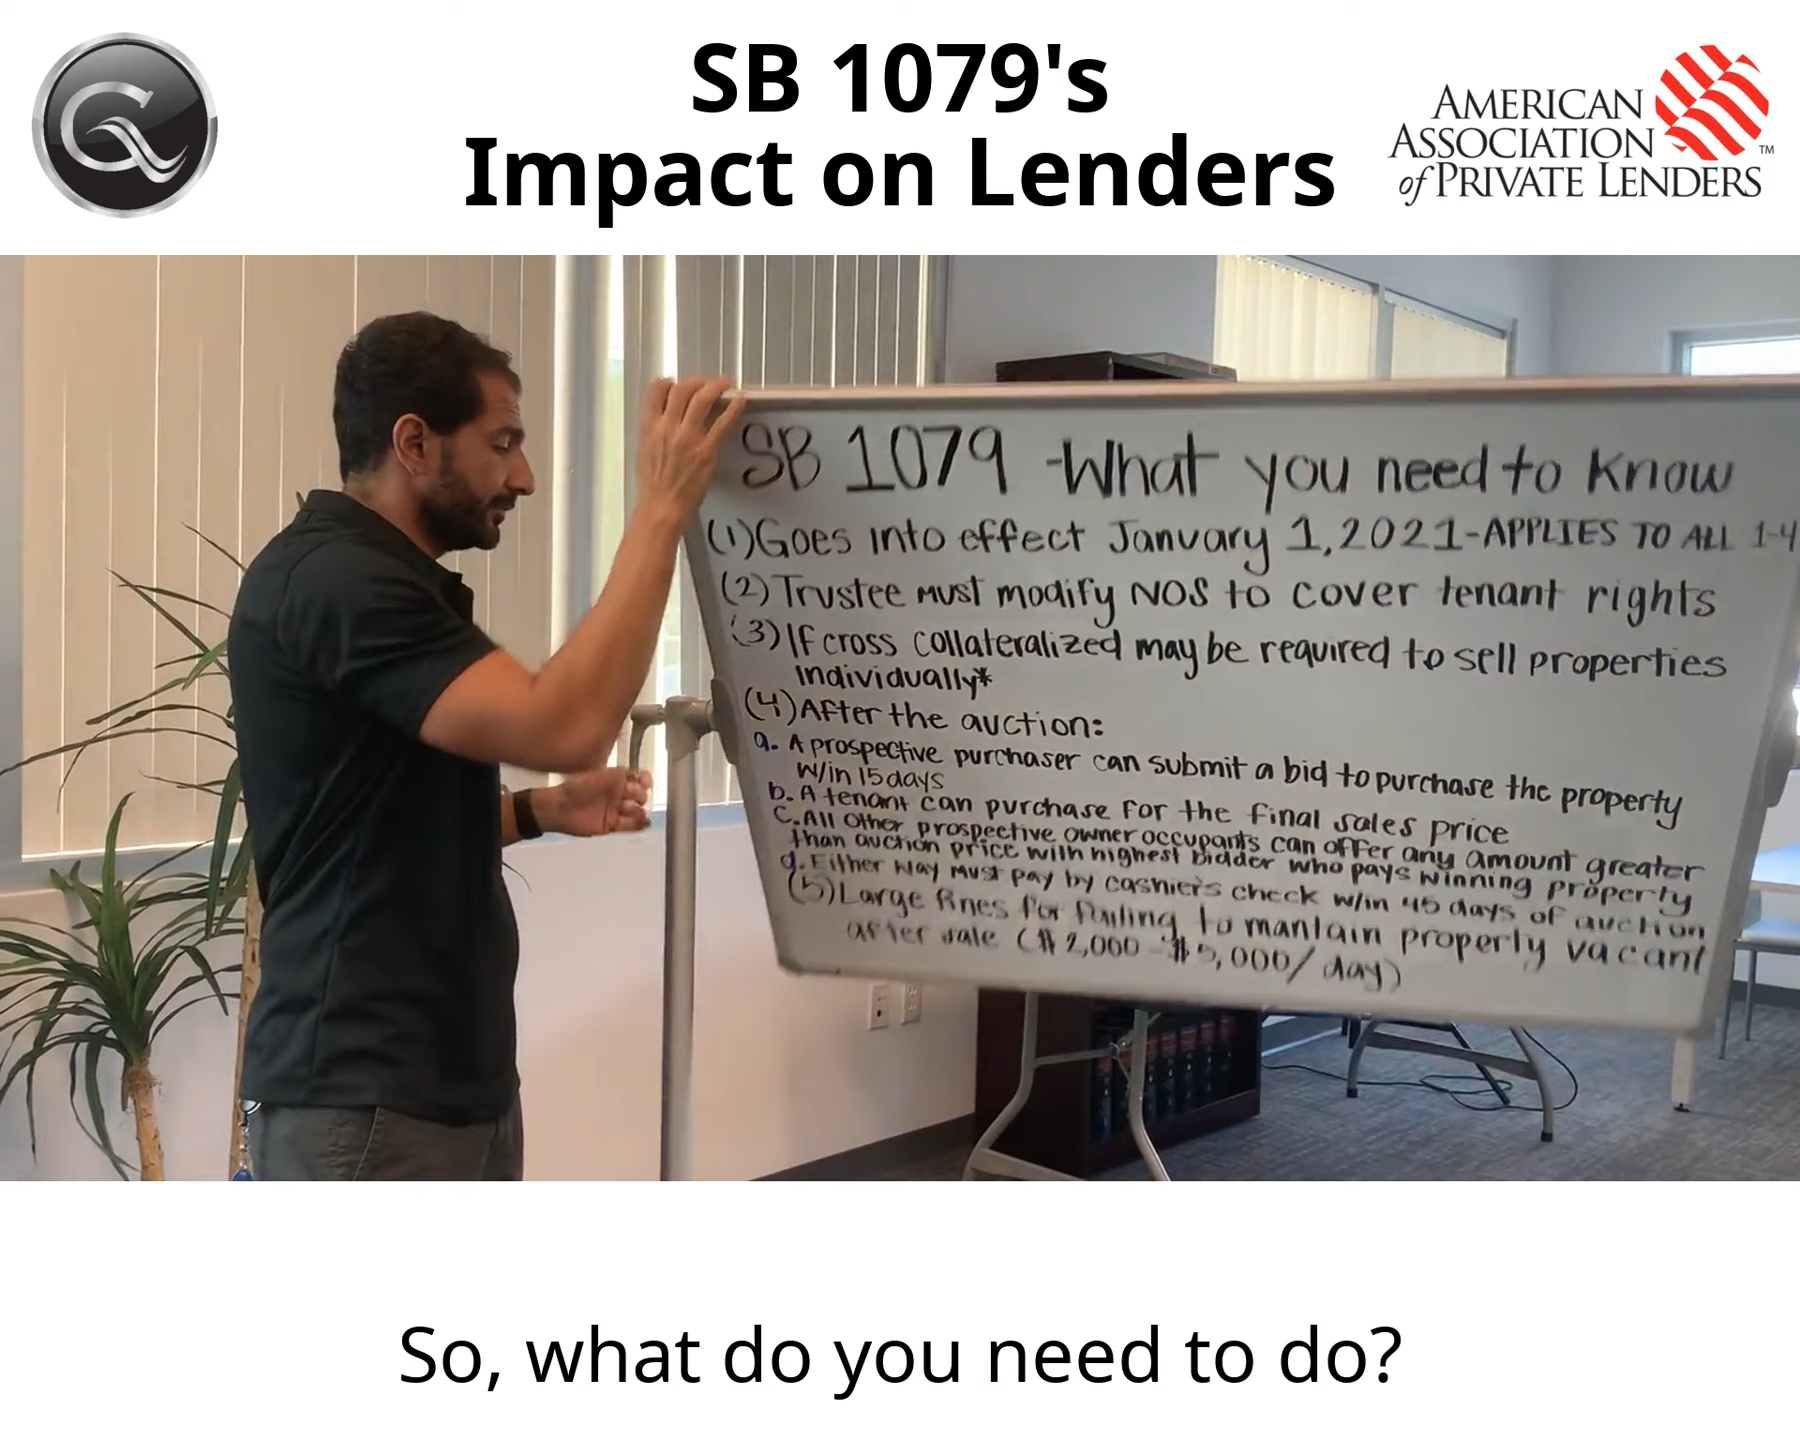 SB 1079's
Impact on Lenders
AMERICAN
ASSOCIATION
of PRIVATE LENDERS
TM
SB 1079 - What you need to know
(1) Goes into effect January 1, 2021 - APPLIES TO ALL 1-4
(2) Trustee must modify NOS to cover tenant rights
(3) If cross collateralized may be required to sell properties
individually*
(4) After the auction:
a. A prospective purchaser can submit a bid to purchase the property
w/in 15 days
b. A tenant can purchase for the final sales price
c. All other prospective owner occupants can offer any amount greater
than auction price with highest bidder who pays winning property
d. Either way must pay by cashiers check w/in 45 days of auction
(5) Large fines for failing to mantain property vacant
after sale ($2,000 - $5,000/day)
So, what do you need to do?